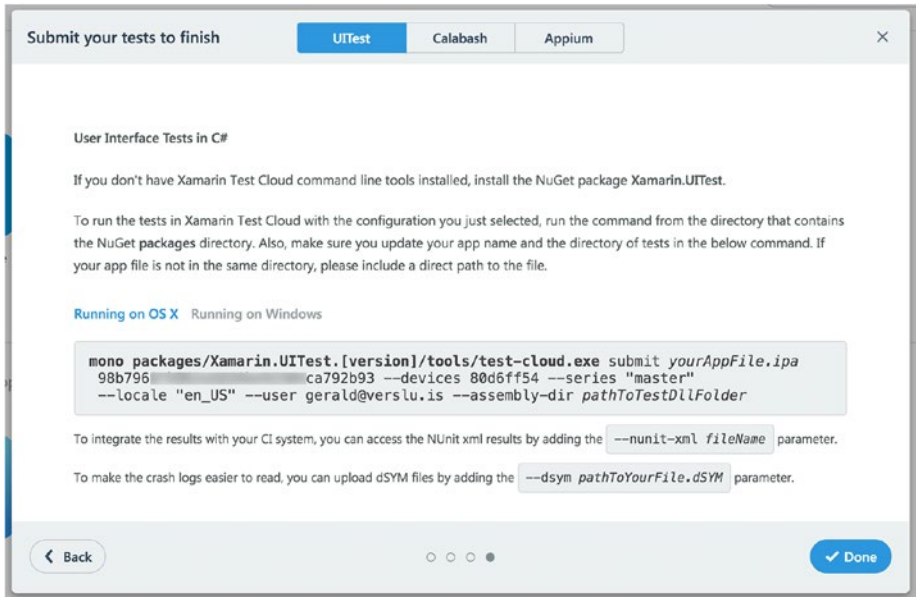 Submit your tests to finish
UITest
Calabash
Appium
×
User Interface Tests in C#
If you don't have Xamarin Test Cloud command line tools installed, install the NuGet package Xamarin.UITest.
To run the tests in Xamarin Test Cloud with the configuration you just selected, run the command from the directory that contains
the NuGet packages directory. Also, make sure you update your app name and the directory of tests in the below command. If
your app file is not in the same directory, please include a direct path to the file.
Running on OS X Running on Windows
mono packages/Xamarin.UITest.[version]/tools/test-cloud.exe submit yourAppFile.ipa
98b796 ca792b93 --devices 80d6ff54 --series "master"
--locale "en_US" --user gerald@verslu.is --assembly-dir pathToTestDllFolder
To integrate the results with your CI system, you can access the NUnit xml results by adding the --nunit-xml fileName parameter.
To make the crash logs easier to read, you can upload dSYM files by adding the --dsym pathToYourFile.dSYM parameter.
Back
Done